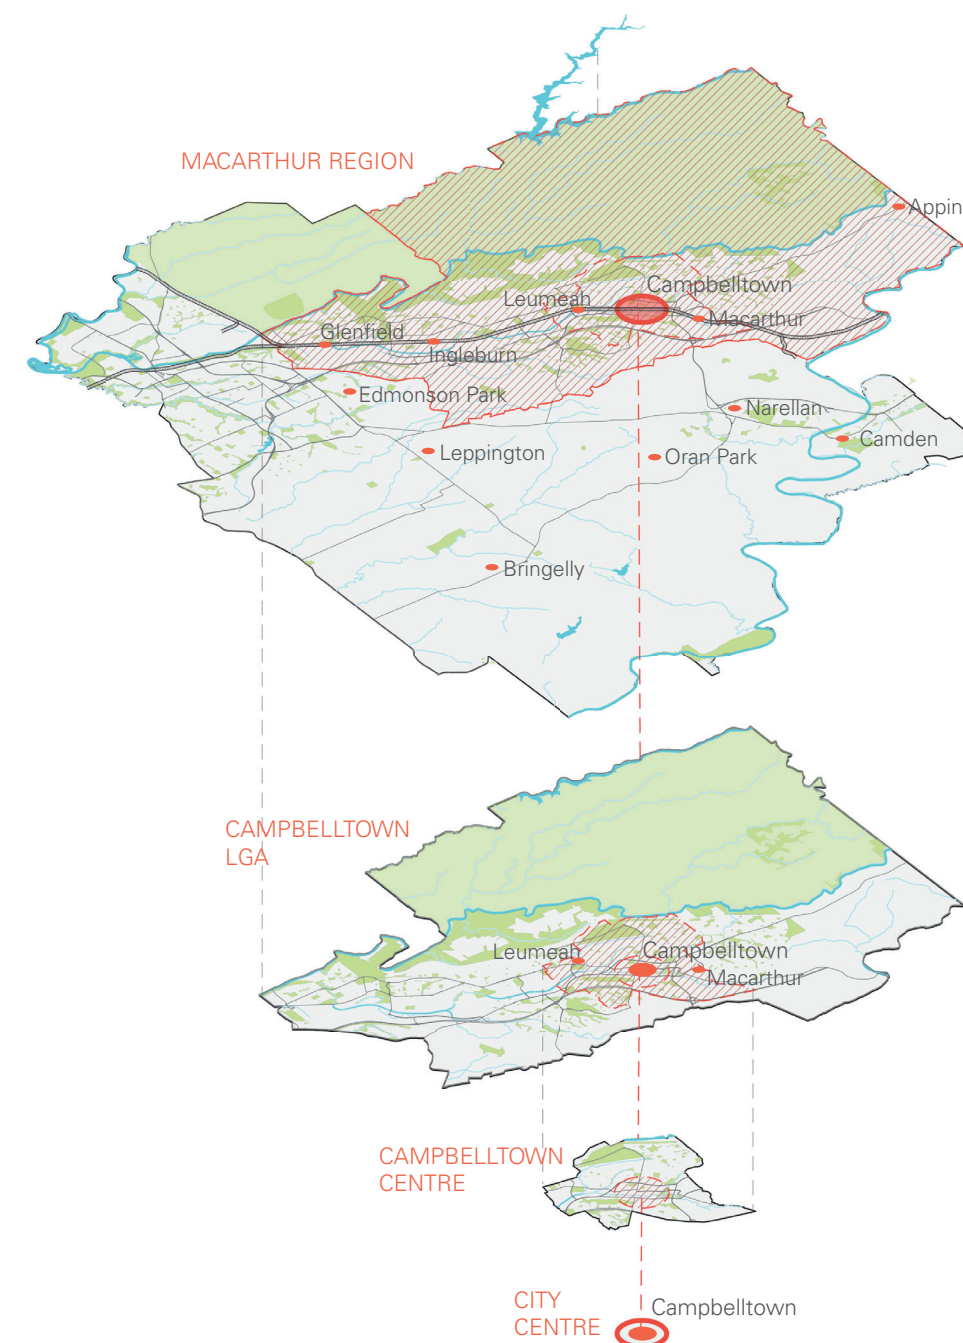 MACARTHUR REGION
Appin
Campbelltown
Leumeah
Macarthur
Glenfield
Ingleburn
Edmonson Park
Narellan
Camden
Leppington
Oran Park
Bringelly
CAMPBELLTOWN
LGA
Leumeah
Campbelltown
Macarthur
CAMPBELLTOWN
CENTRE
CITY
CENTRE
Campbelltown